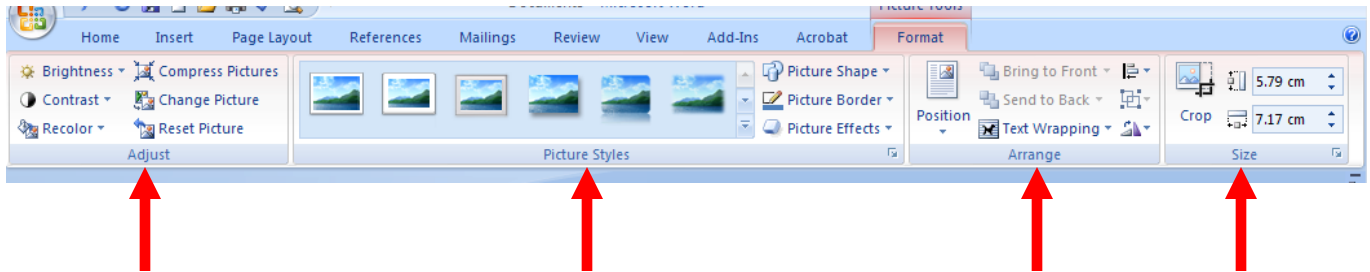 Microsoft Word Picture Tools
Home Insert Page Layout References Mailings Review View Add-Ins Acrobat Format
Brightness Compress Pictures Picture Shape Bring to Front 5.79 cm
Contrast Change Picture Picture Border Send to Back
Position Crop 7.17 cm
Recolor Reset Picture Picture Effects Text Wrapping
Adjust Picture Styles Arrange Size